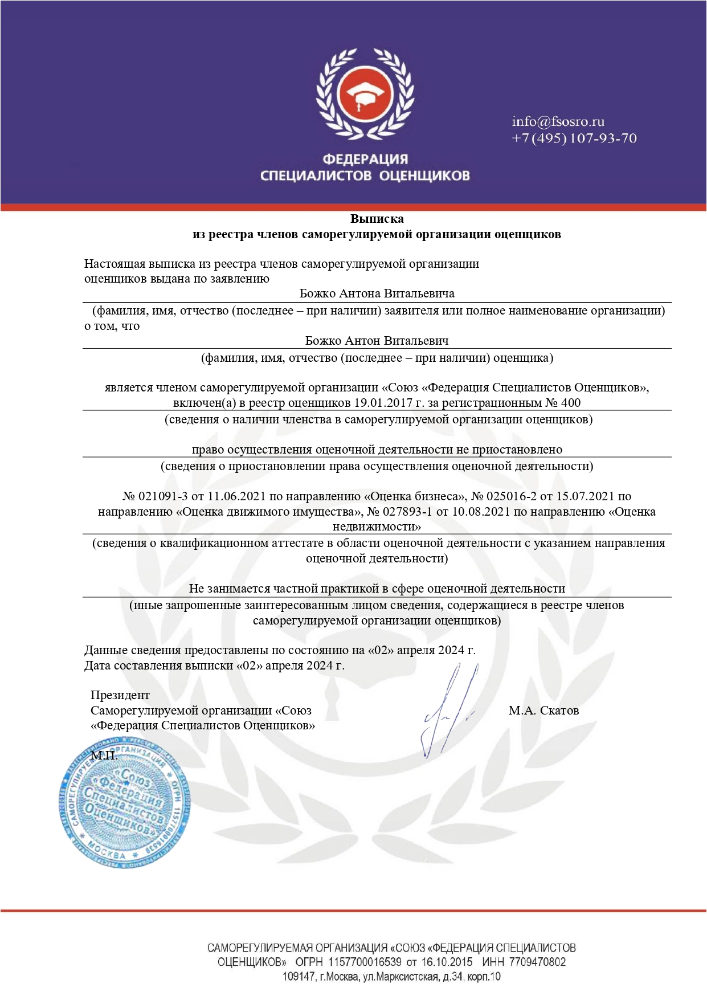 info@fsosro.ru
+7 (495) 107-93-70
ФЕДЕРАЦИЯ
СПЕЦИАЛИСТОВ ОЦЕНЩИКОВ
Выписка
из реестра членов саморегулируемой организации оценщиков
Настоящая выписка из реестра членов саморегулируемой организации
оценщиков выдана по заявлению
Божко Антона Витальевича
(фамилия, имя, отчество (последнее – при наличии) заявителя или полное наименование организации)
о том, что
Божко Антон Витальевич
(фамилия, имя, отчество (последнее – при наличии) оценщика)
является членом саморегулируемой организации «Союз «Федерация Специалистов Оценщиков»,
включен(а) в реестр оценщиков 19.01.2017 г. за регистрационным № 400
(сведения о наличии членства в саморегулируемой организации оценщиков)
право осуществления оценочной деятельности не приостановлено
(сведения о приостановлении права осуществления оценочной деятельности)
№ 021091-3 от 11.06.2021 по направлению «Оценка бизнеса», № 025016-2 от 15.07.2021 по
направлению «Оценка движимого имущества», № 027893-1 от 10.08.2021 по направлению «Оценка
недвижимости»
(сведения о квалификационном аттестате в области оценочной деятельности с указанием направления
оценочной деятельности)
Не занимается частной практикой в сфере оценочной деятельности
(иные запрошенные заинтересованным лицом сведения, содержащиеся в реестре членов
саморегулируемой организации оценщиков)
Данные сведения предоставлены по состоянию на «02» апреля 2024 г.
Дата составления выписки «02» апреля 2024 г.
Президент
Саморегулируемой организации «Союз
«Федерация Специалистов Оценщиков»
М.А. Скатов
М.П.
САМОРЕГУЛИРУЕМАЯ ОРГАНИЗАЦИЯ * ОГРН 1157700016539
* МОСКВА *
«Союз
«Федерация
Специалистов
Оценщиков»
САМОРЕГУЛИРУЕМАЯ ОРГАНИЗАЦИЯ «СОЮЗ «ФЕДЕРАЦИЯ СПЕЦИАЛИСТОВ
ОЦЕНЩИКОВ» ОГРН 1157700016539 от 16.10.2015 ИНН 7709470802
109147, г.Москва, ул.Марксистская, д.34, корп.10